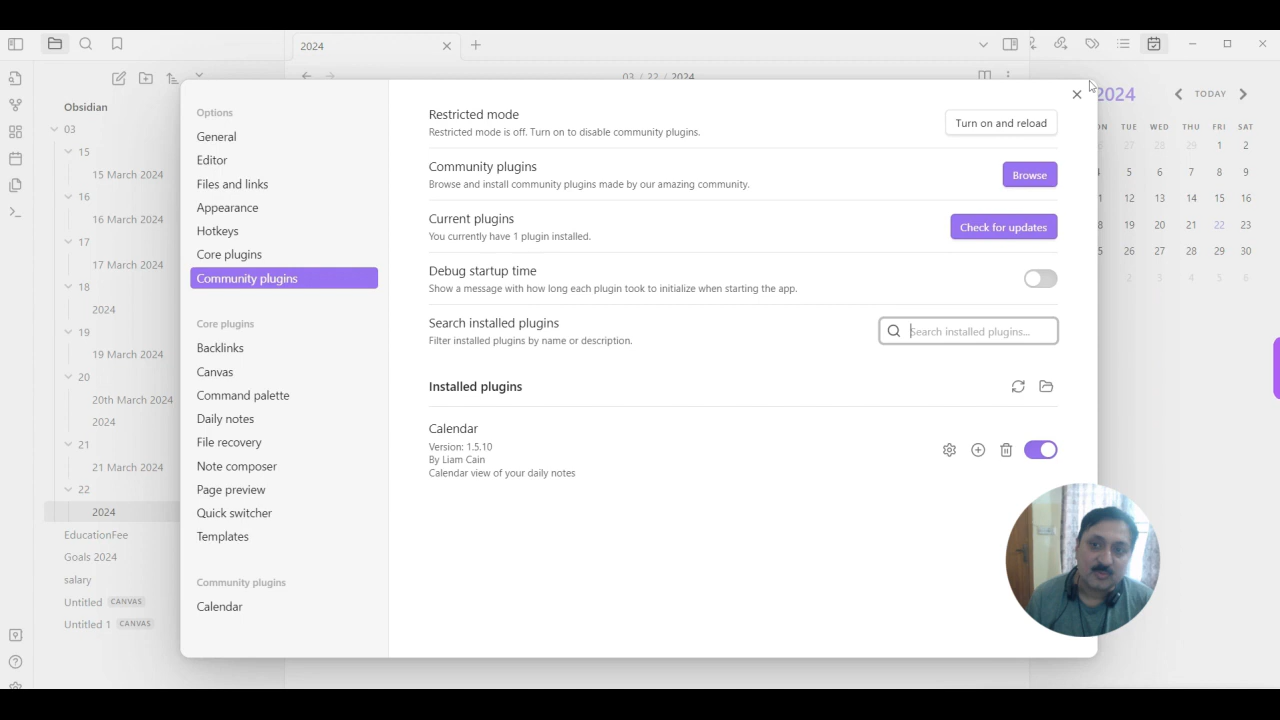 2024
03 / 22 / 2024
Obsidian
03
15
15 March 2024
16
16 March 2024
17
17 March 2024
18
2024
19
19 March 2024
20
20th March 2024
2024
21
21 March 2024
22
2024
EducationFee
Goals 2024
salary
Untitled CANVAS
Untitled 1 CANVAS
Options
General
Editor
Files and links
Appearance
Hotkeys
Core plugins
Community plugins
Core plugins
Backlinks
Canvas
Command palette
Daily notes
File recovery
Note composer
Page preview
Quick switcher
Templates
Community plugins
Calendar
Restricted mode
Restricted mode is off. Turn on to disable community plugins.
Turn on and reload
Community plugins
Browse and install community plugins made by our amazing community.
Browse
Current plugins
You currently have 1 plugin installed.
Check for updates
Debug startup time
Show a message with how long each plugin took to initialize when starting the app.
Search installed plugins
Filter installed plugins by name or description.
Search installed plugins...
Installed plugins
Calendar
Version: 1.5.10
By Liam Cain
Calendar view of your daily notes
2024 TODAY
TUE WED THU FRI SAT
27 28 29 1 2
5 6 7 8 9
12 13 14 15 16
19 20 21 22 23
26 27 28 29 30
2 3 4 5 6